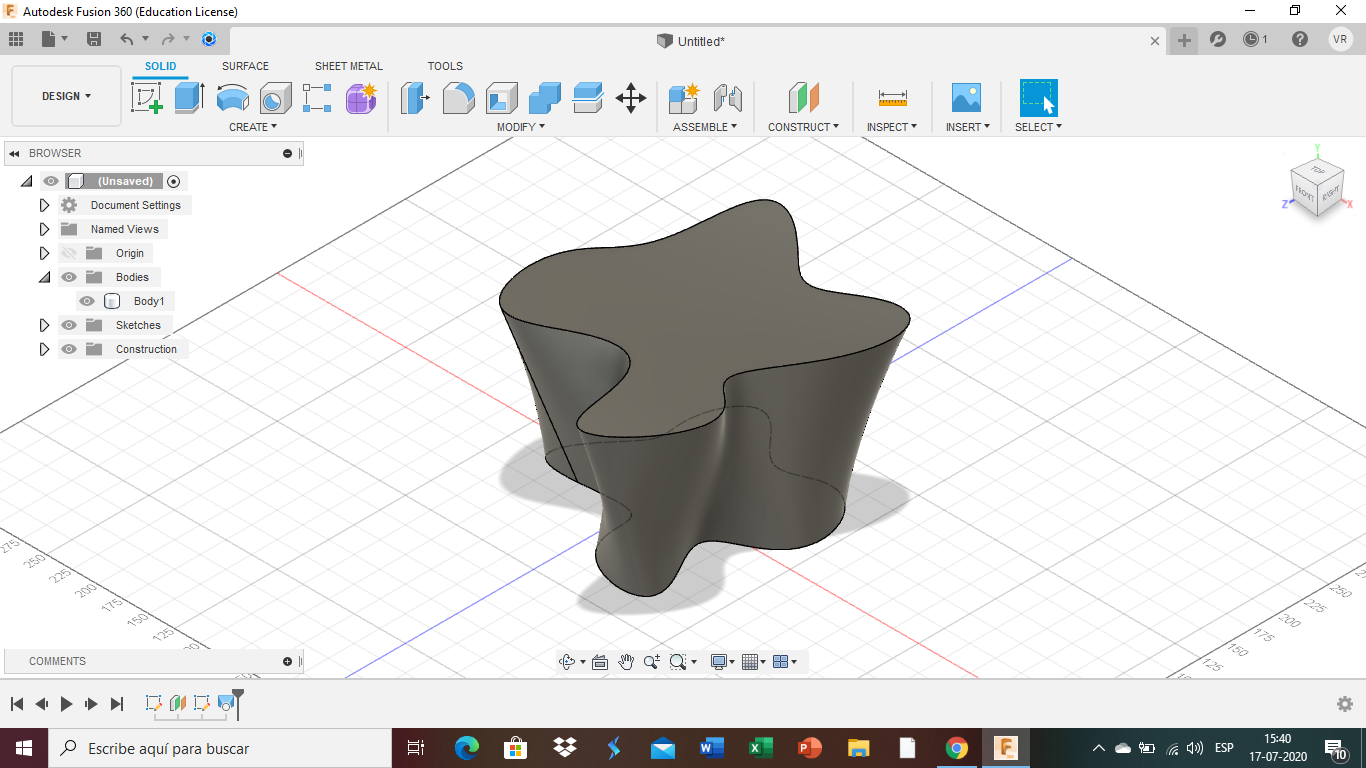 Autodesk Fusion 360 (Education License)
Untitled*
1
VR
DESIGN
SOLID SURFACE SHEET METAL TOOLS
CREATE MODIFY ASSEMBLE CONSTRUCT INSPECT INSERT SELECT
BROWSER
(Unsaved)
Document Settings
Named Views
Origin
Bodies
Body1
Sketches
Construction
Y
TOP
FRONT RIGHT
Z X
275
250
225
200
175
150
125
250
225
200
175
150
125
COMMENTS
Escribe aquí para buscar
ESP
15:40
17-07-2020
10